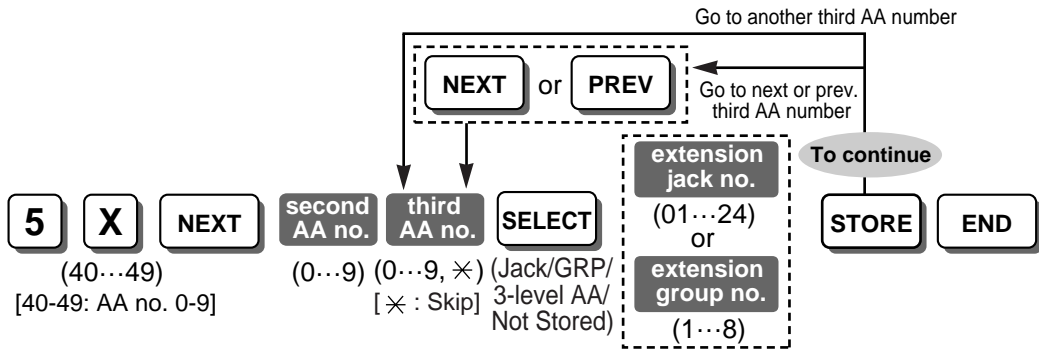 Go to another third AA number
NEXT or PREV
Go to next or prev.
third AA number
To continue
5 X NEXT
(40···49)
[40-49: AA no. 0-9]
second
AA no.
(0···9)
third
AA no.
(0···9, ✳)
[ ✳ : Skip]
SELECT
(Jack/GRP/
3-level AA/
Not Stored)
extension
jack no.
(01···24)
or
extension
group no.
(1···8)
STORE END